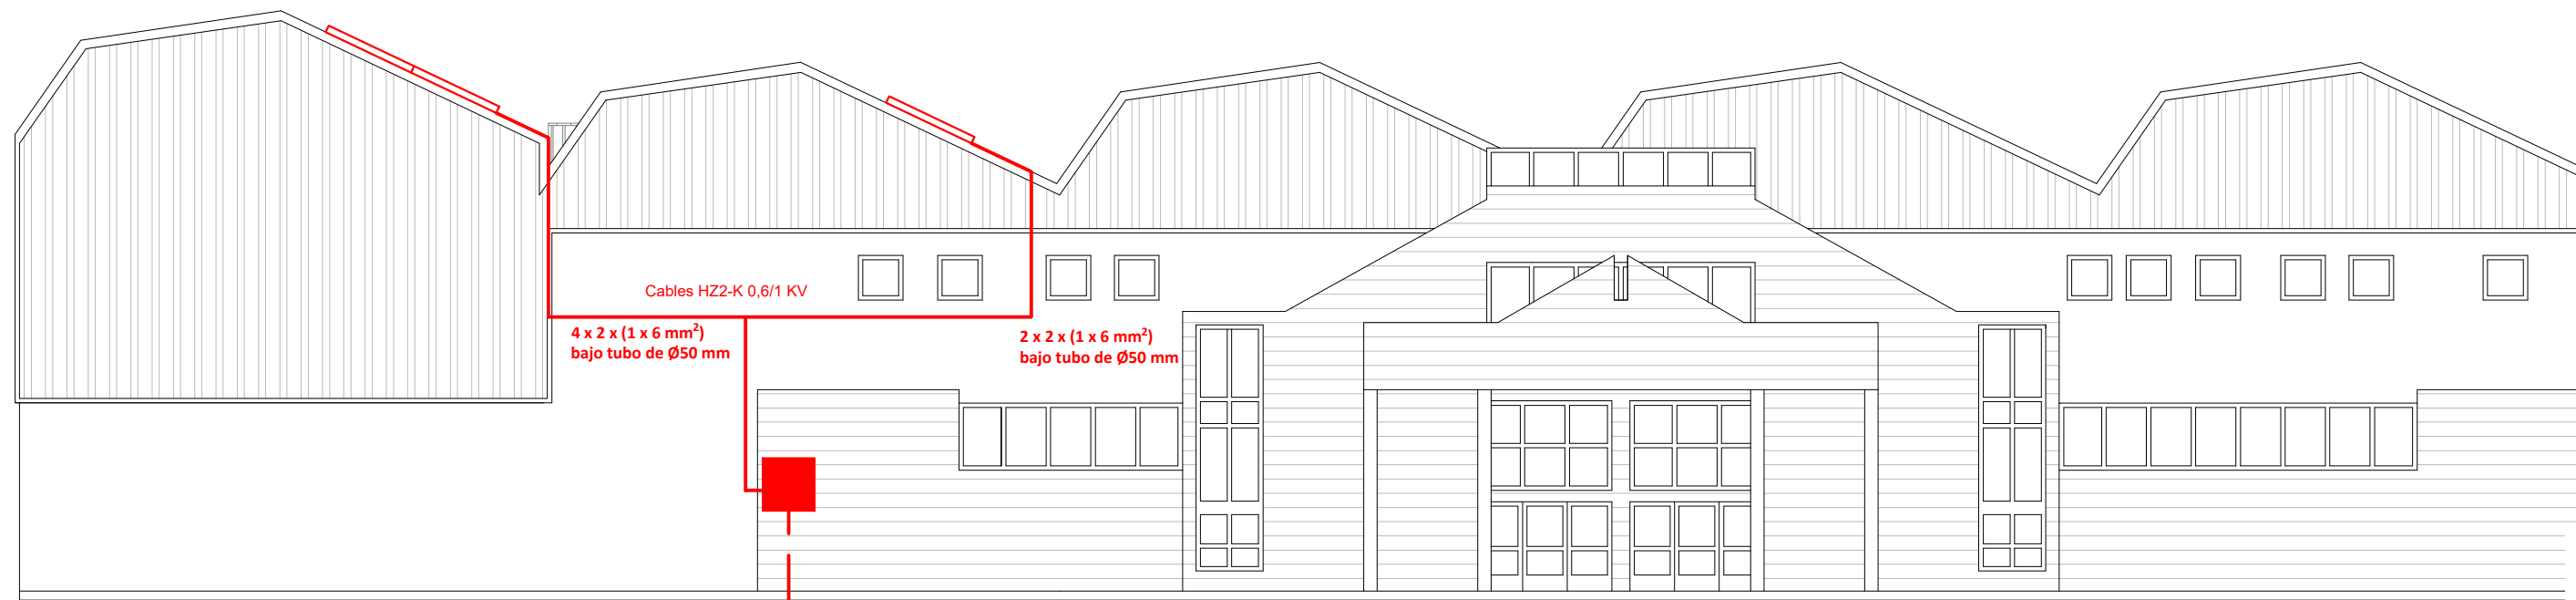 Cables HZ2-K 0,6/1 KV
4 x 2 x (1 x 6 mm²)
bajo tubo de Ø50 mm
2 x 2 x (1 x 6 mm²)
bajo tubo de Ø50 mm